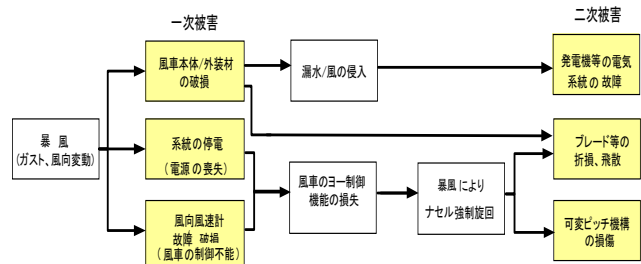 一次被害
二次被害
風車本体/外装材
の破損
漏水/風の侵入
発電機等の電気
系統の故障
暴 風
(ガスト、風向変動)
系統の停電
(電源の喪失)
ブレード等の
折損、飛散
風車のヨー制御
機能の損失
暴風により
ナセル強制旋回
風向風速計
故障 破損
(風車の制御不能)
可変ピッチ機構
の損傷